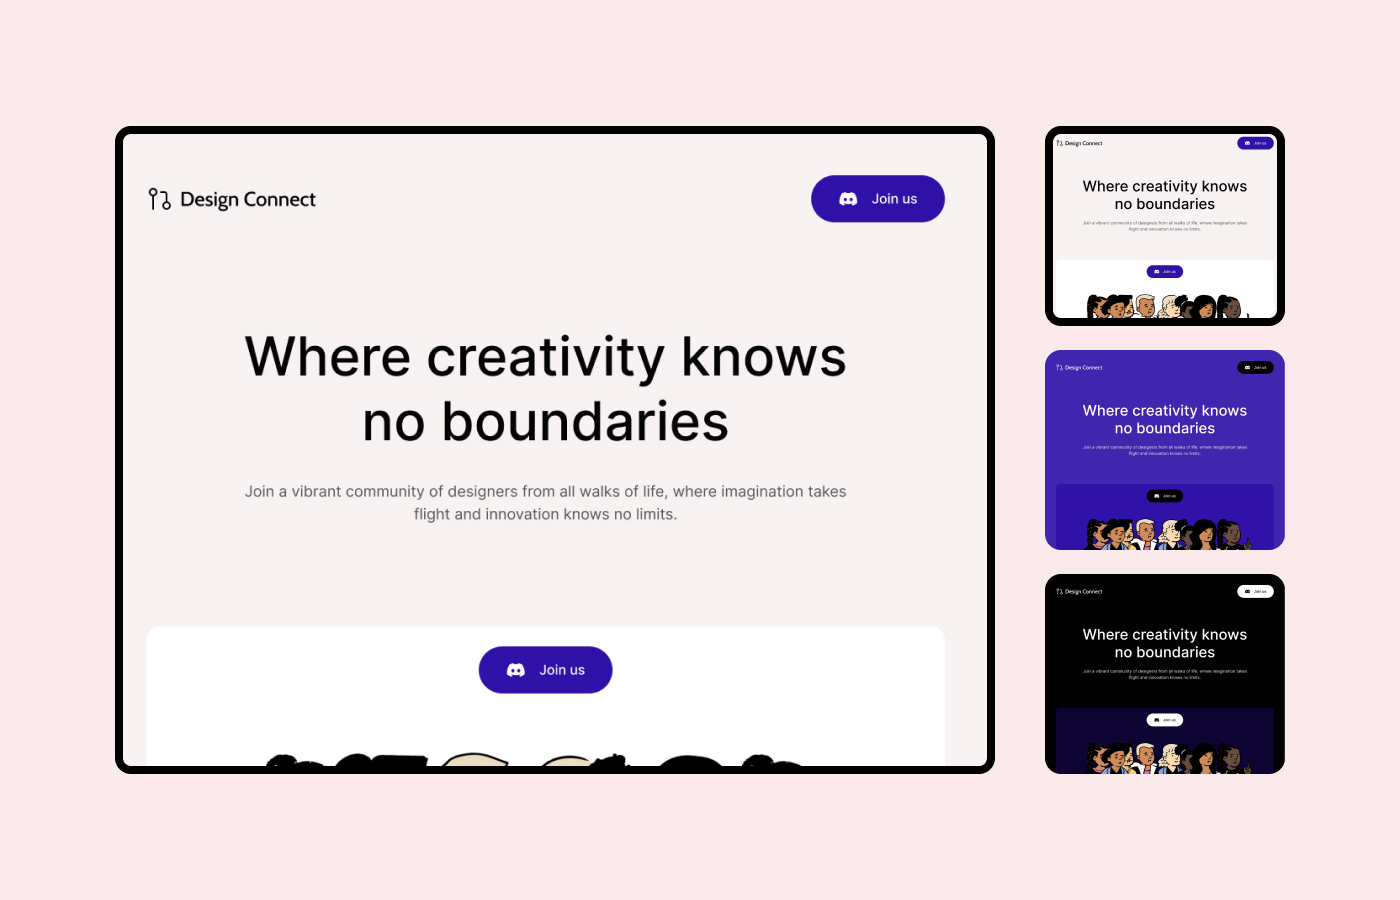 Design Connect
Join us
Where creativity knows
no boundaries
Join a vibrant community of designers from all walks of life, where imagination takes
flight and innovation knows no limits.
Join us
Design Connect
Join us
Where creativity knows
no boundaries
Join a vibrant community of designers from all walks of life, where imagination takes
flight and innovation knows no limits.
Join us
Design Connect
Join us
Where creativity knows
no boundaries
Join a vibrant community of designers from all walks of life, where imagination takes
flight and innovation knows no limits.
Join us
Design Connect
Join us
Where creativity knows
no boundaries
Join a vibrant community of designers from all walks of life, where imagination takes
flight and innovation knows no limits.
Join us